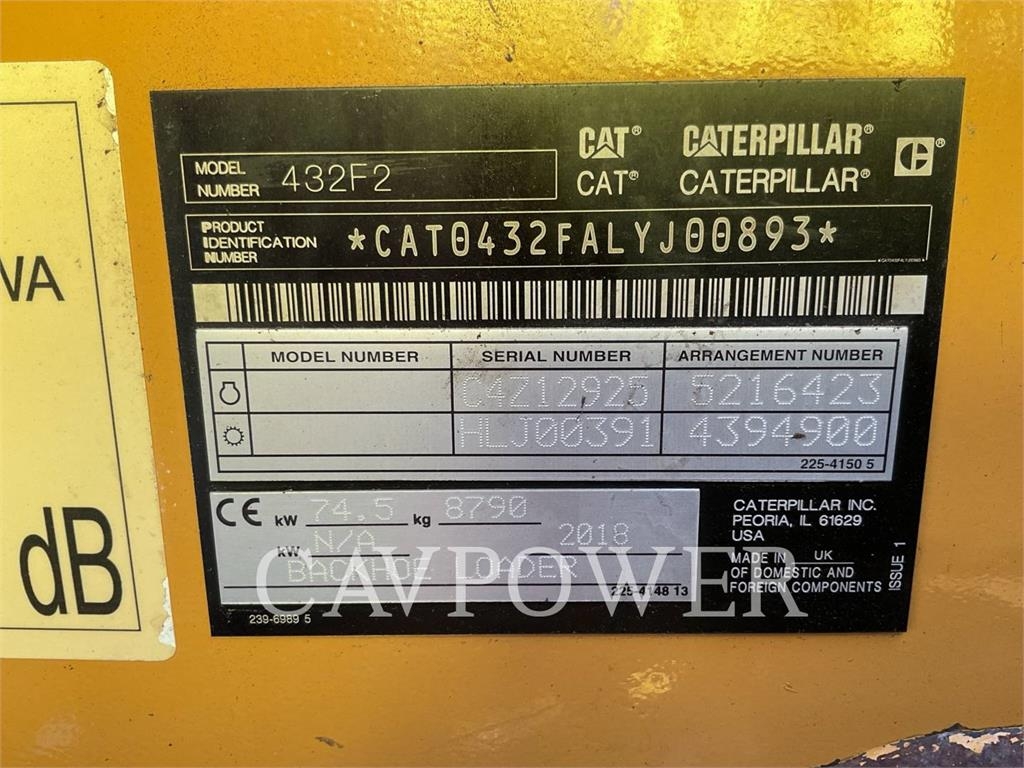 WA
dB
CAT® CATERPILLAR®
CAT® CATERPILLAR®
MODEL NUMBER 432F2
PRODUCT IDENTIFICATION NUMBER *CAT0432FALYJ00893*
MODEL NUMBER SERIAL NUMBER ARRANGEMENT NUMBER
C4Z12925 5216423
HLJ00391 4394900
225-4150 5
CE kW 74.5 kg 8790
kW N/A 2018
BACKHOE LOADER
225-4148 13
239-6989 5
CATERPILLAR INC.
PEORIA, IL 61629
USA
MADE IN UK
OF DOMESTIC AND
FOREIGN COMPONENTS
ISSUE 1
CAVPOWER